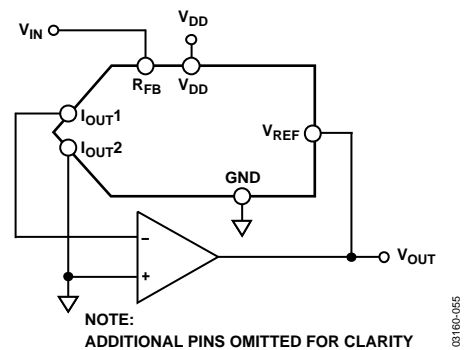 VDD
VIN
RFB VDD
IOUT1
IOUT2
VREF
GND
−
+
VOUT
NOTE:
ADDITIONAL PINS OMITTED FOR CLARITY
03160-055